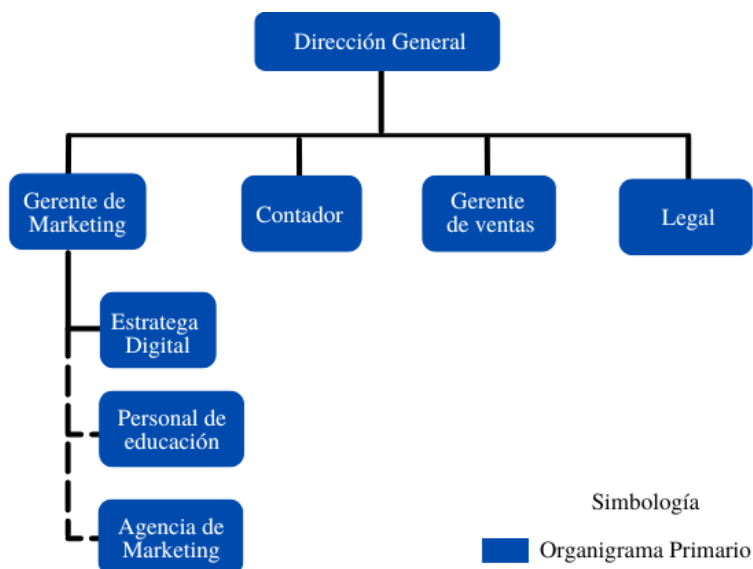 Dirección General
Gerente de
Marketing
Contador
Gerente
de ventas
Legal
Estratega
Digital
Personal de
educación
Agencia de
Marketing
Simbología
Organigrama Primario